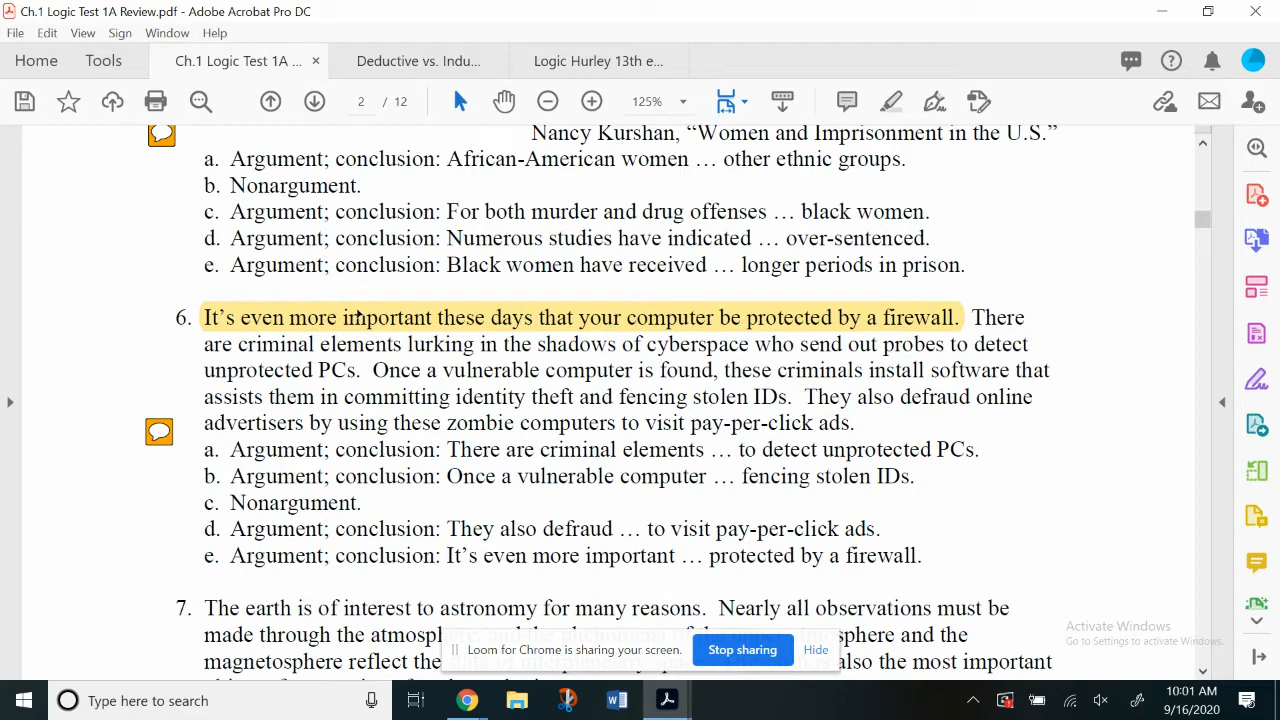 Ch.1 Logic Test 1A Review.pdf - Adobe Acrobat Pro DC
File Edit View Sign Window Help
Home Tools Ch.1 Logic Test 1A ... × Deductive vs. Indu... Logic Hurley 13th e...
2 / 12 125%
Nancy Kurshan, “Women and Imprisonment in the U.S.”
a. Argument; conclusion: African-American women … other ethnic groups.
b. Nonargument.
c. Argument; conclusion: For both murder and drug offenses … black women.
d. Argument; conclusion: Numerous studies have indicated … over-sentenced.
e. Argument; conclusion: Black women have received … longer periods in prison.
6. It’s even more important these days that your computer be protected by a firewall. There
are criminal elements lurking in the shadows of cyberspace who send out probes to detect
unprotected PCs. Once a vulnerable computer is found, these criminals install software that
assists them in committing identity theft and fencing stolen IDs. They also defraud online
advertisers by using these zombie computers to visit pay-per-click ads.
a. Argument; conclusion: There are criminal elements … to detect unprotected PCs.
b. Argument; conclusion: Once a vulnerable computer … fencing stolen IDs.
c. Nonargument.
d. Argument; conclusion: They also defraud … to visit pay-per-click ads.
e. Argument; conclusion: It’s even more important … protected by a firewall.
7. The earth is of interest to astronomy for many reasons. Nearly all observations must be
made through the atmosphere, and the phenomena of the upper atmosphere and the
magnetosphere reflect the also the most important
Loom for Chrome is sharing your screen. Stop sharing Hide
Activate Windows
Go to Settings to activate Windows.
Type here to search
10:01 AM
9/16/2020